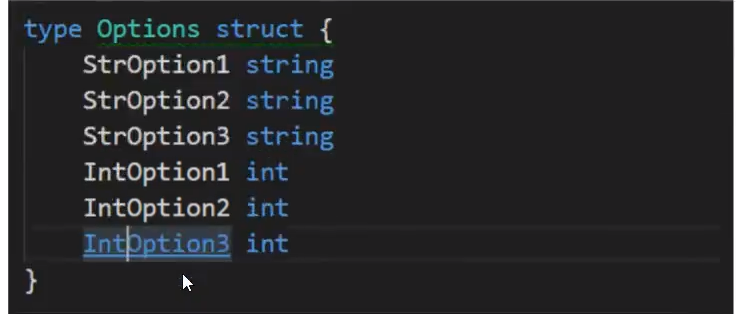 type Options struct {
    StrOption1 string
    StrOption2 string
    StrOption3 string
    IntOption1 int
    IntOption2 int
    IntOption3 int
}